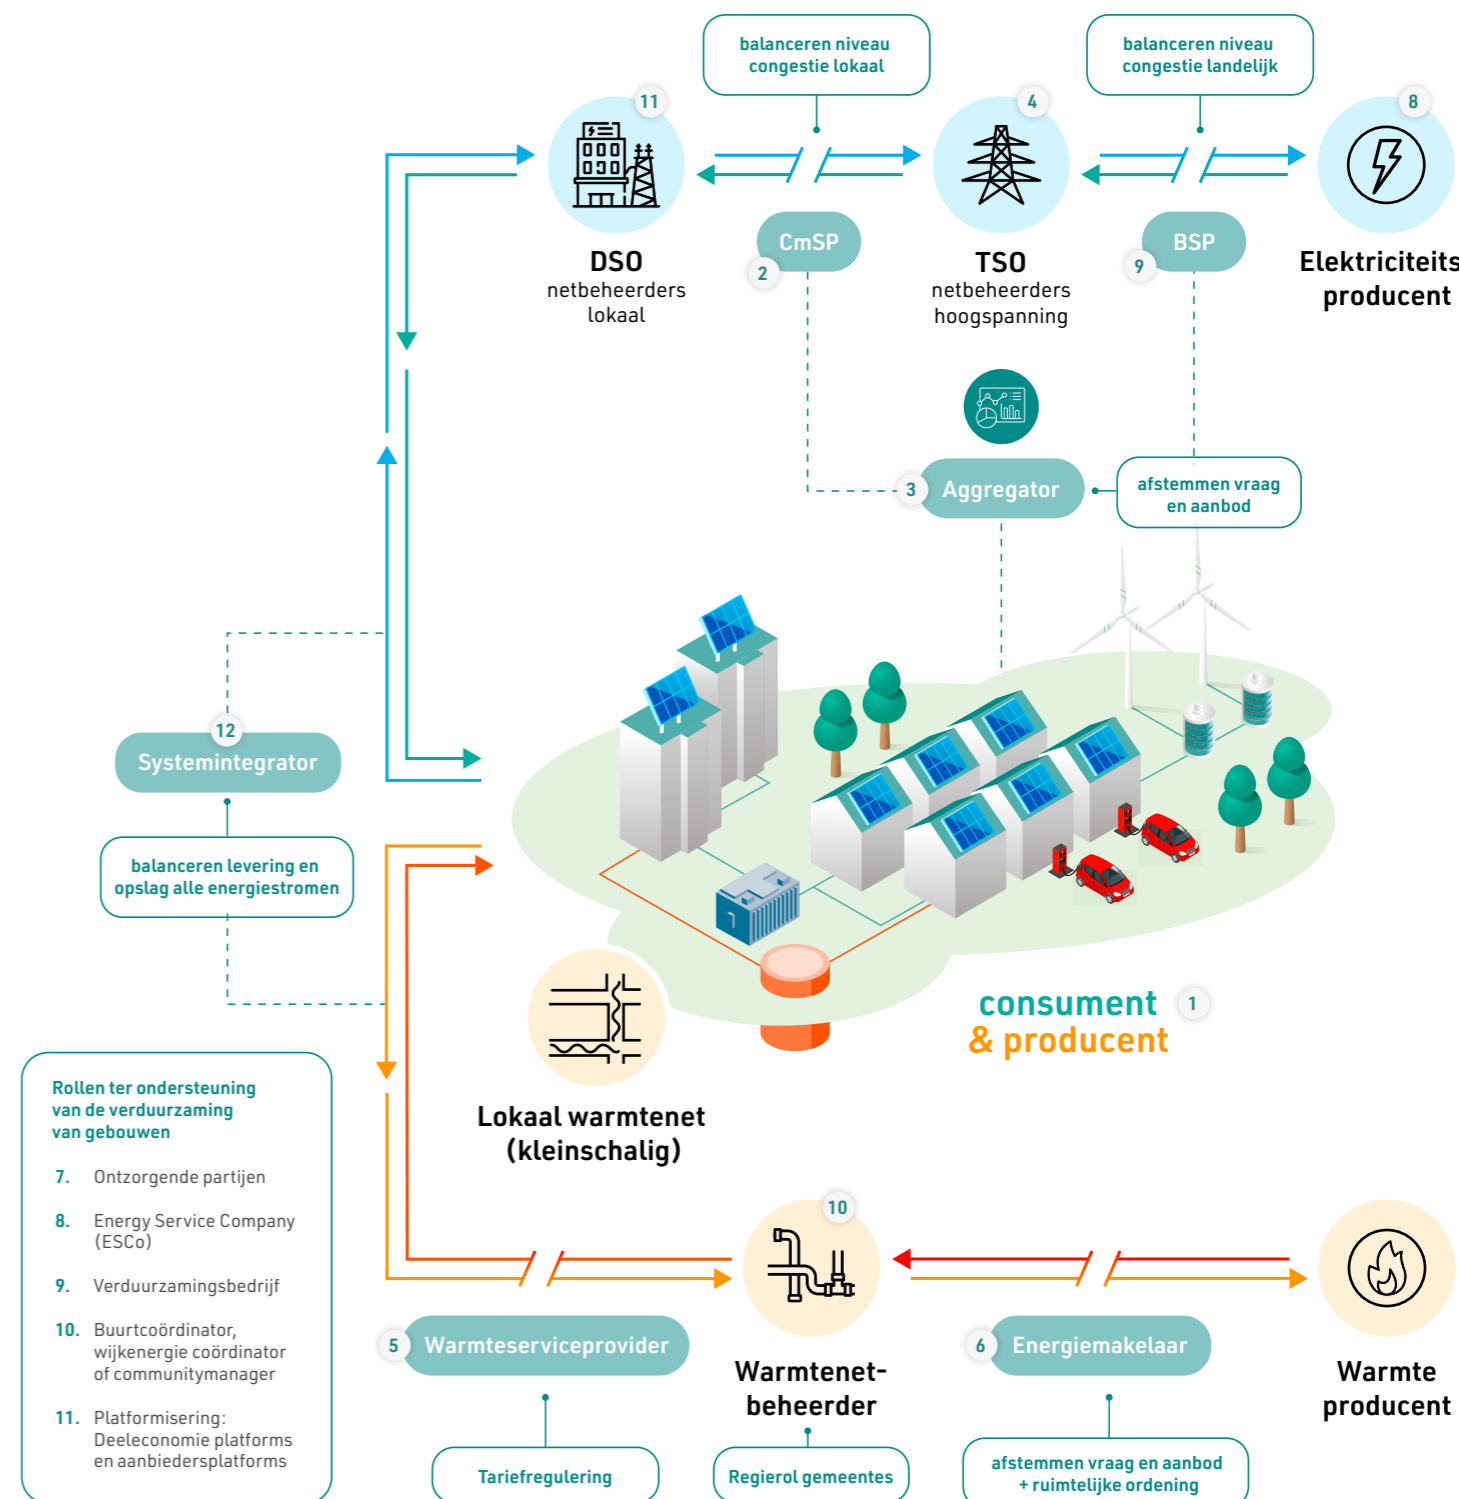 balanceren niveau
congestie lokaal
balanceren niveau
congestie landelijk
11
4
8
DSO
netbeheerders
lokaal
CmSP
2
TSO
netbeheerders
hoogspanning
BSP
9
Elektriciteits
producent
3
Aggregator
afstemmen vraag
en aanbod
12
Systemintegrator
balanceren levering en
opslag alle energiestromen
consument
& producent
1
Lokaal warmtenet
(kleinschalig)
Rollen ter ondersteuning
van de verduurzaming
van gebouwen
7. Ontzorgende partijen
8. Energy Service Company
(ESCo)
9. Verduurzamingsbedrijf
10. Buurtcoördinator,
wijkenergie coördinator
of communitymanager
11. Platformisering:
Deeleconomie platforms
en aanbiedersplatforms
10
5
Warmteserviceprovider
Warmtenet-
beheerder
6
Energiemakelaar
Warmte
producent
Tariefregulering
Regierol gemeentes
afstemmen vraag en aanbod
+ ruimtelijke ordening